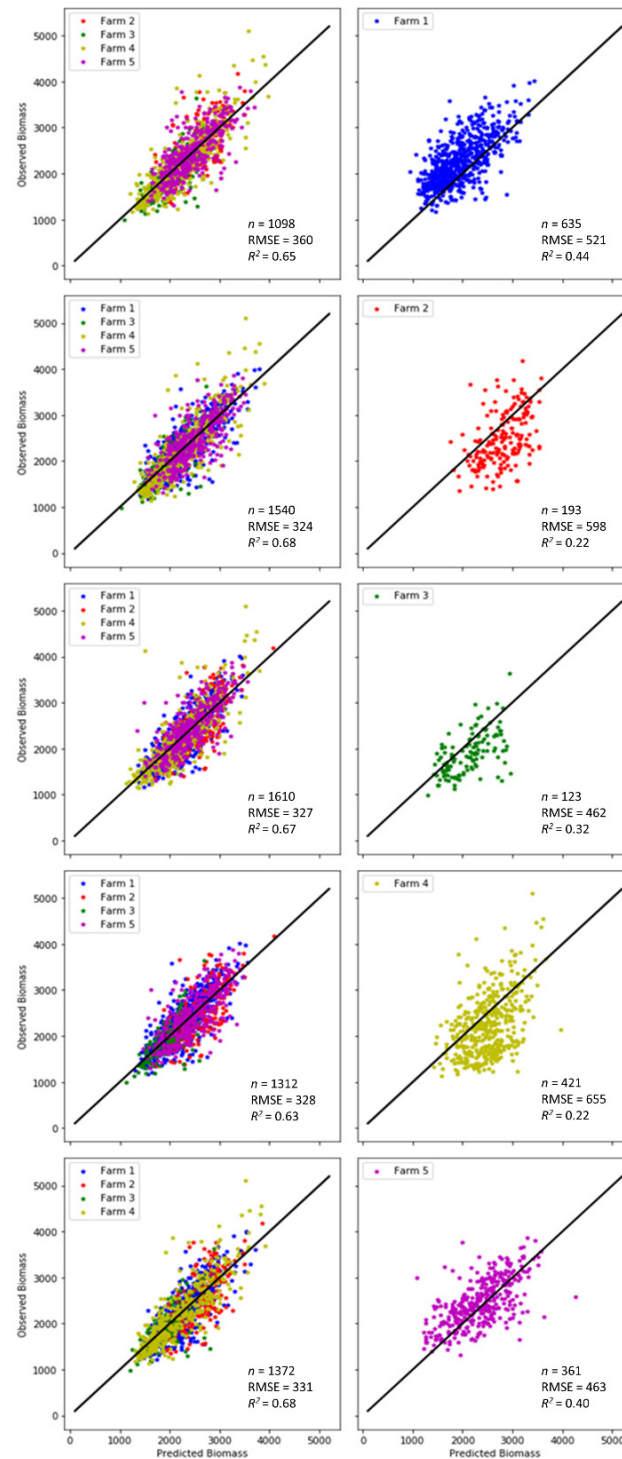 Farm 2
Farm 3
Farm 4
Farm 5
5000
4000
3000
2000
1000
0
Observed Biomass
n = 1098
RMSE = 360
R² = 0.65
Farm 1
n = 635
RMSE = 521
R² = 0.44
Farm 1
Farm 3
Farm 4
Farm 5
5000
4000
3000
2000
1000
0
Observed Biomass
n = 1540
RMSE = 324
R² = 0.68
Farm 2
n = 193
RMSE = 598
R² = 0.22
Farm 1
Farm 2
Farm 4
Farm 5
5000
4000
3000
2000
1000
0
Observed Biomass
n = 1610
RMSE = 327
R² = 0.67
Farm 3
n = 123
RMSE = 462
R² = 0.32
Farm 1
Farm 2
Farm 3
Farm 5
5000
4000
3000
2000
1000
0
Observed Biomass
n = 1312
RMSE = 328
R² = 0.63
Farm 4
n = 421
RMSE = 655
R² = 0.22
Farm 1
Farm 2
Farm 3
Farm 4
5000
4000
3000
2000
1000
0
Observed Biomass
n = 1372
RMSE = 331
R² = 0.68
0 1000 2000 3000 4000 5000
Predicted Biomass
Farm 5
n = 361
RMSE = 463
R² = 0.40
0 1000 2000 3000 4000 5000
Predicted Biomass